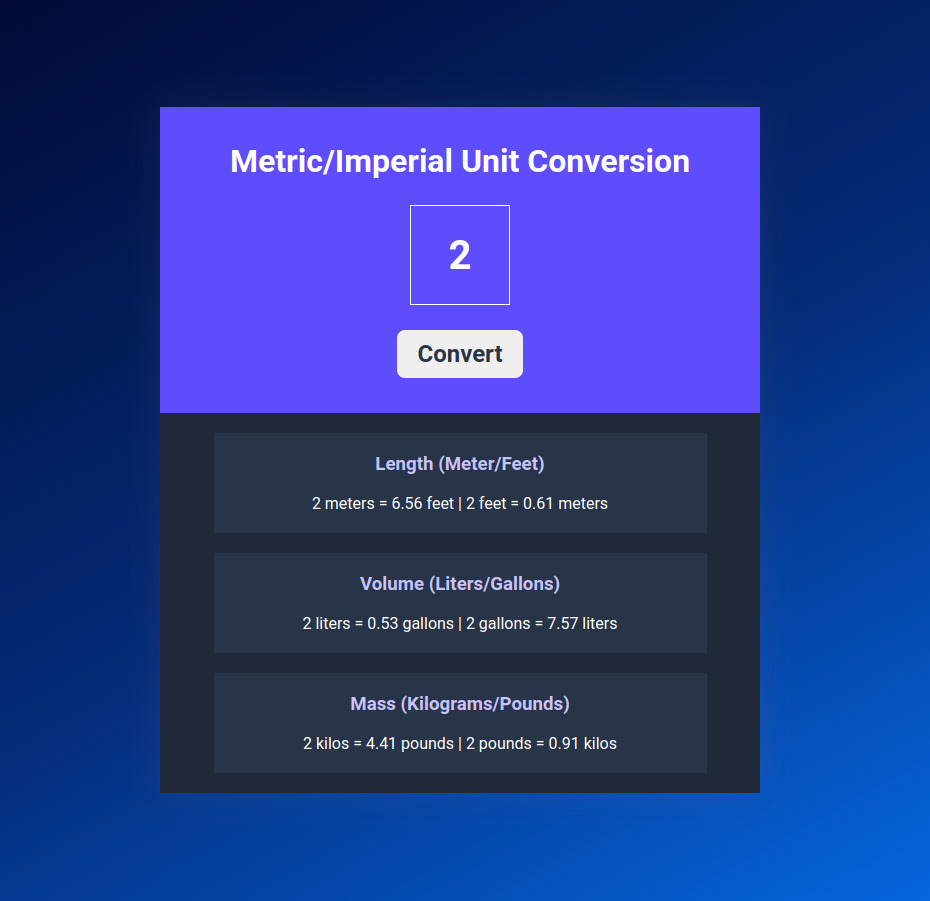 Metric/Imperial Unit Conversion
2
Convert
Length (Meter/Feet)
2 meters = 6.56 feet | 2 feet = 0.61 meters
Volume (Liters/Gallons)
2 liters = 0.53 gallons | 2 gallons = 7.57 liters
Mass (Kilograms/Pounds)
2 kilos = 4.41 pounds | 2 pounds = 0.91 kilos